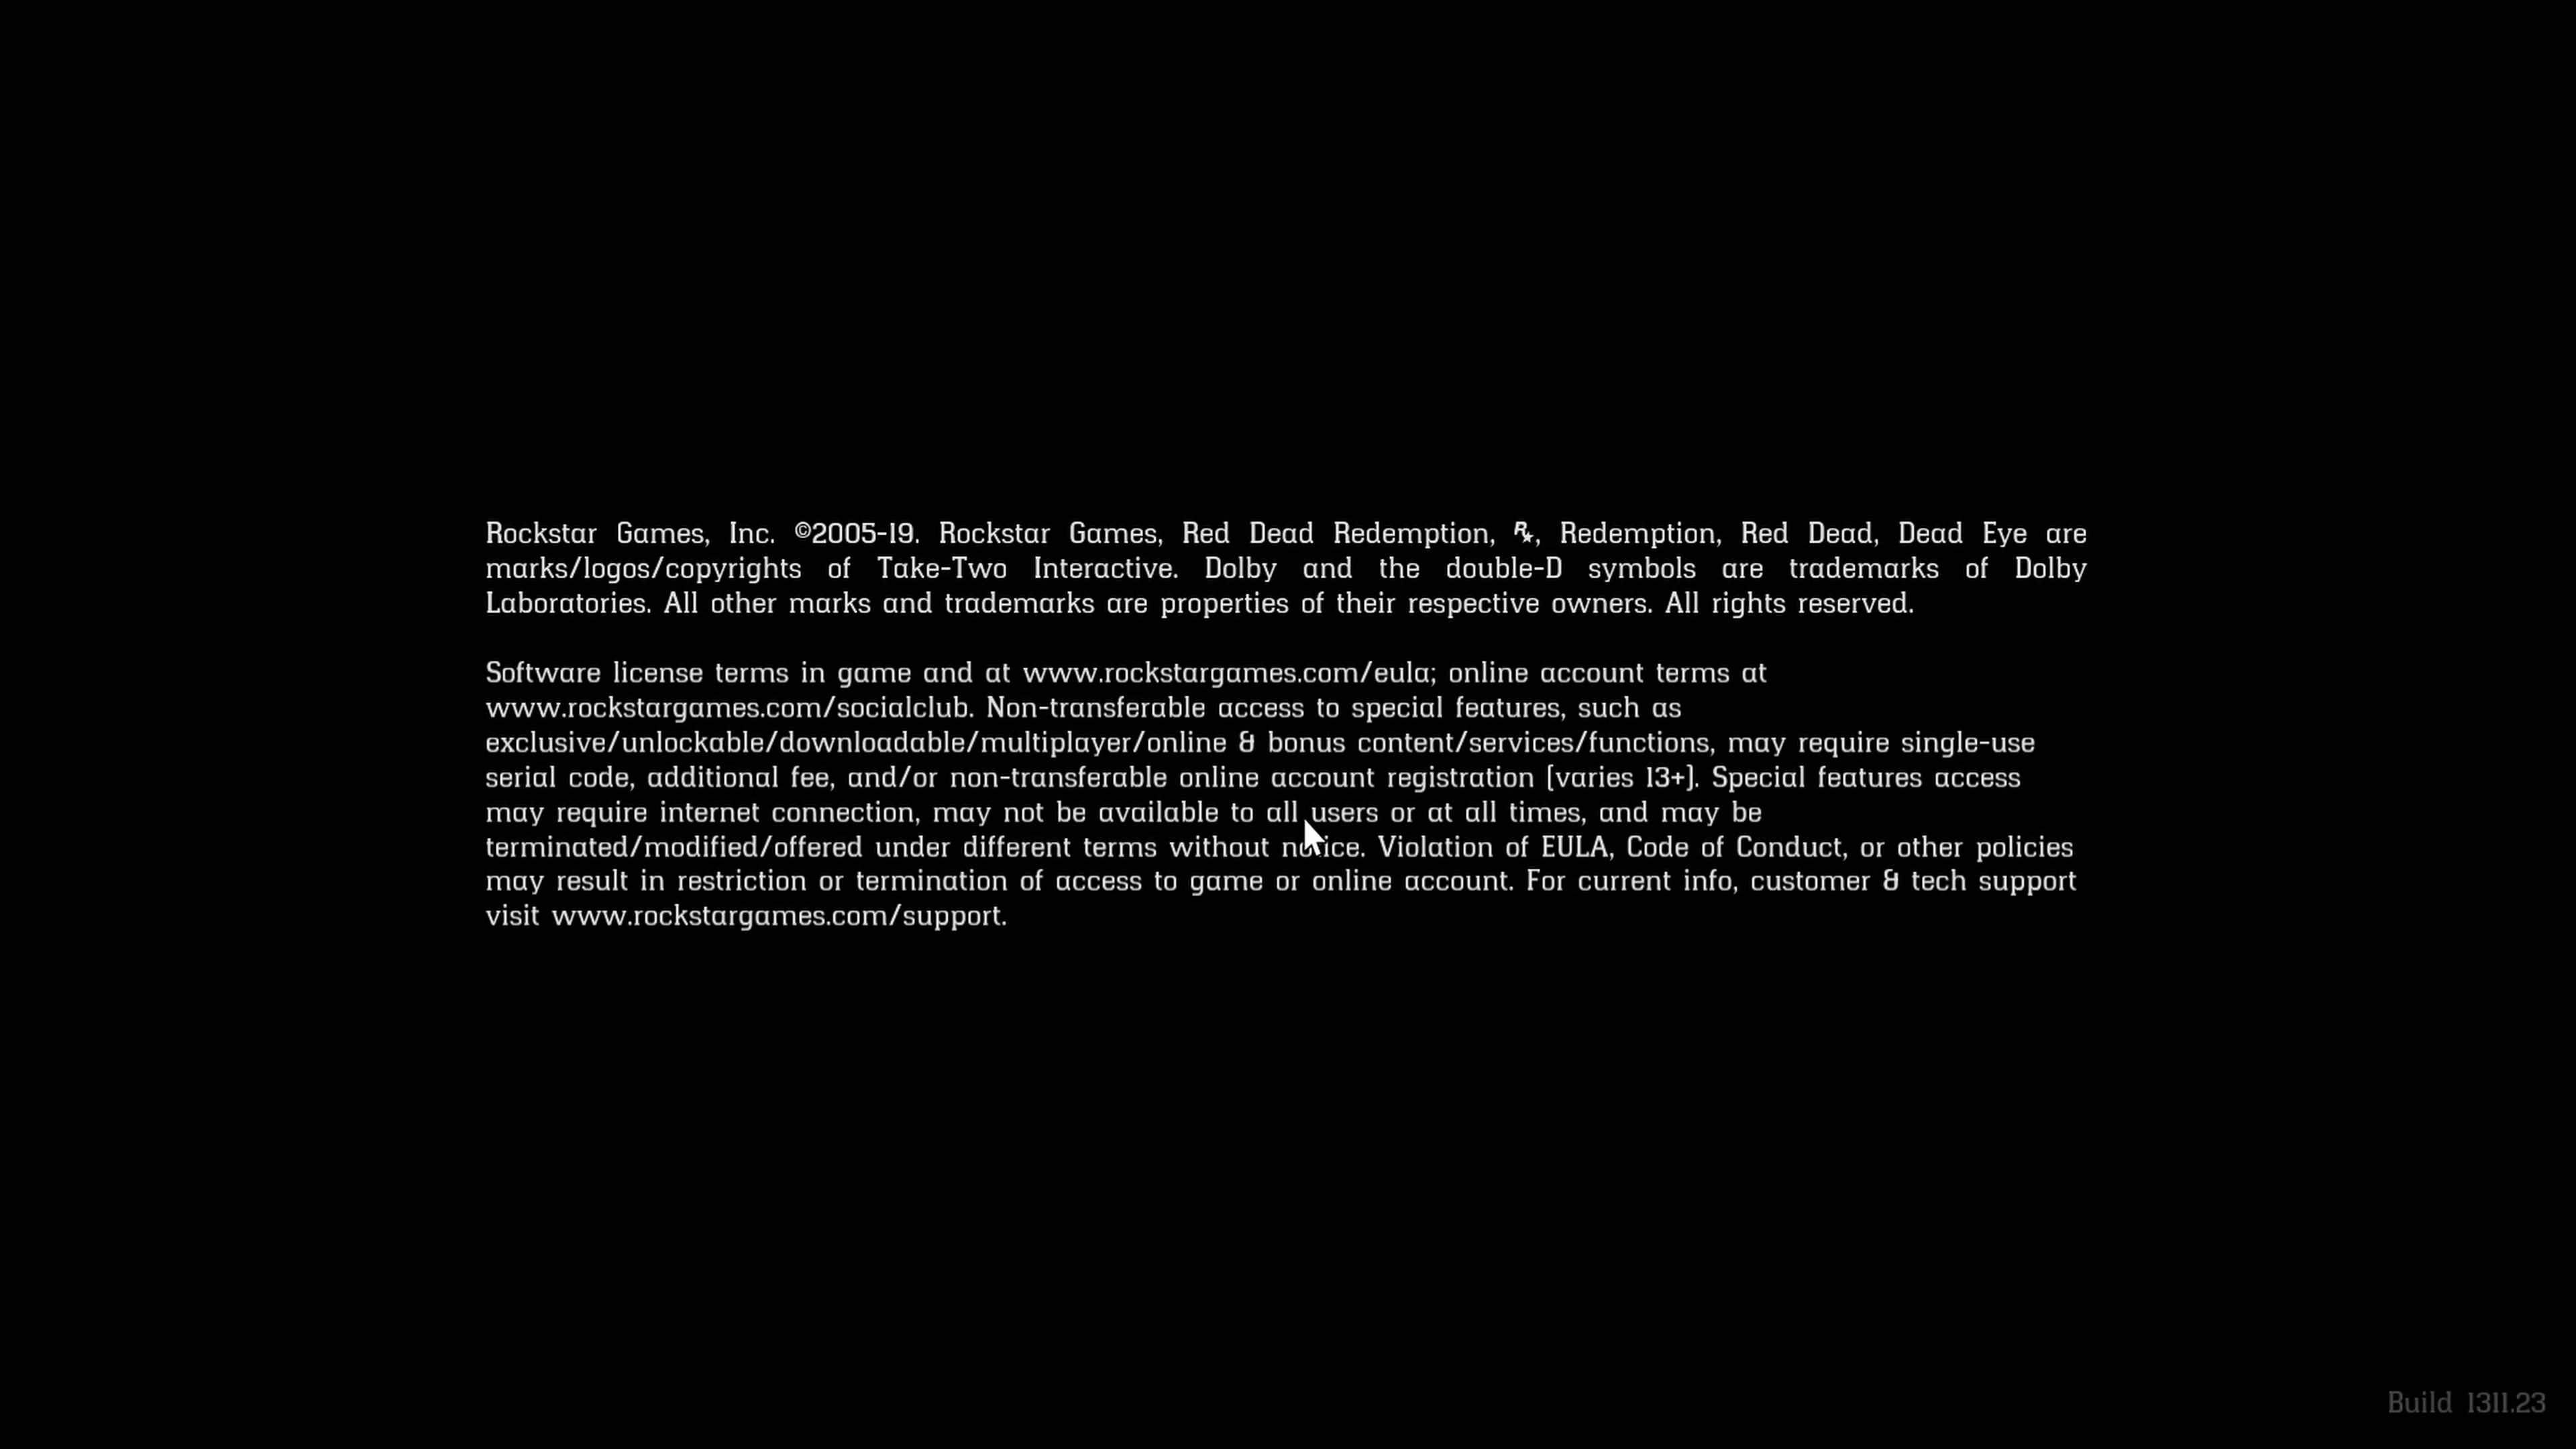 Rockstar Games, Inc. ©2005-19. Rockstar Games, Red Dead Redemption, R★, Redemption, Red Dead, Dead Eye are
marks/logos/copyrights of Take-Two Interactive. Dolby and the double-D symbols are trademarks of Dolby
Laboratories. All other marks and trademarks are properties of their respective owners. All rights reserved.
Software license terms in game and at www.rockstargames.com/eula; online account terms at
www.rockstargames.com/socialclub. Non-transferable access to special features, such as
exclusive/unlockable/downloadable/multiplayer/online & bonus content/services/functions, may require single-use
serial code, additional fee, and/or non-transferable online account registration (varies 13+). Special features access
may require internet connection, may not be available to all users or at all times, and may be
terminated/modified/offered under different terms without notice. Violation of EULA, Code of Conduct, or other policies
may result in restriction or termination of access to game or online account. For current info, customer & tech support
visit www.rockstargames.com/support.
Build 1311.23